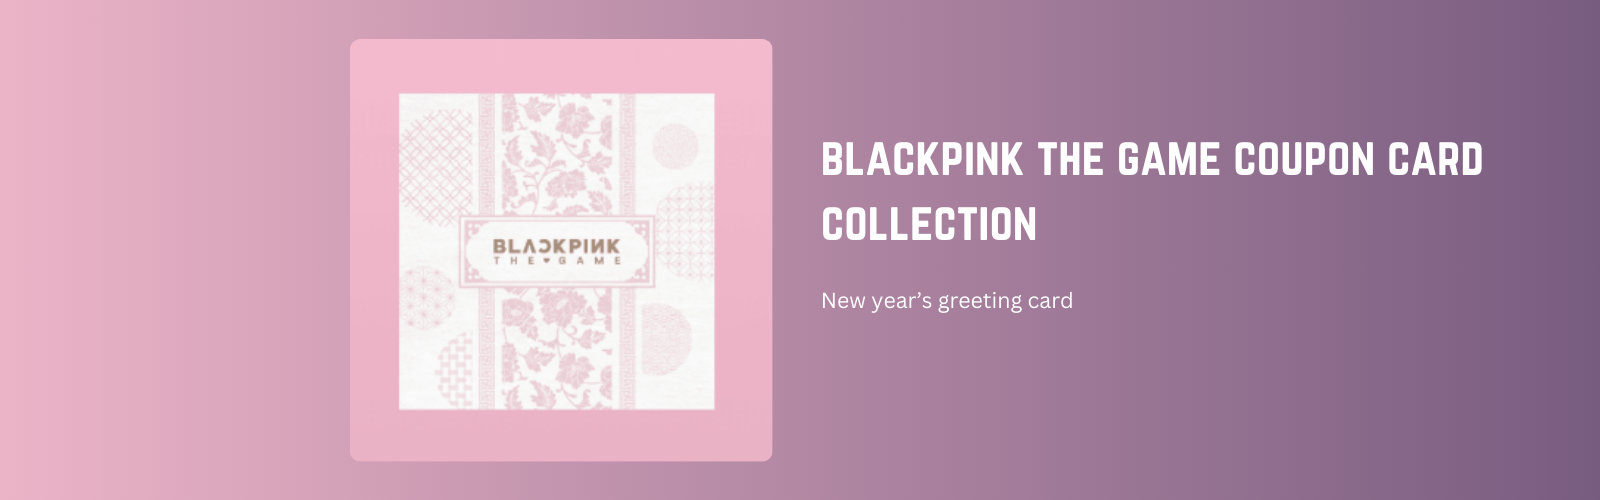 BLACKPINK
THE♥GAME
BLACKPINK THE GAME COUPON CARD
COLLECTION
New year’s greeting card